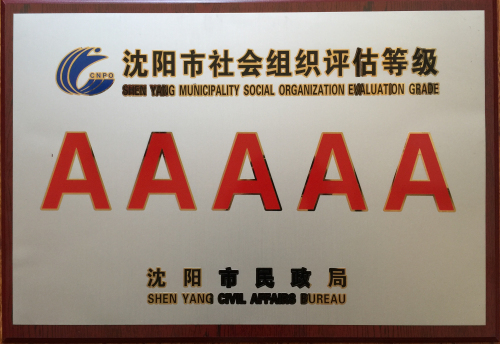 CNPO
沈阳市社会组织评估等级
SHEN YANG MUNICIPALITY SOCIAL ORGANIZATION EVALUATION GRADE
AAAAA
沈阳市民政局
SHEN YANG CIVIL AFFAIRS BUREAU